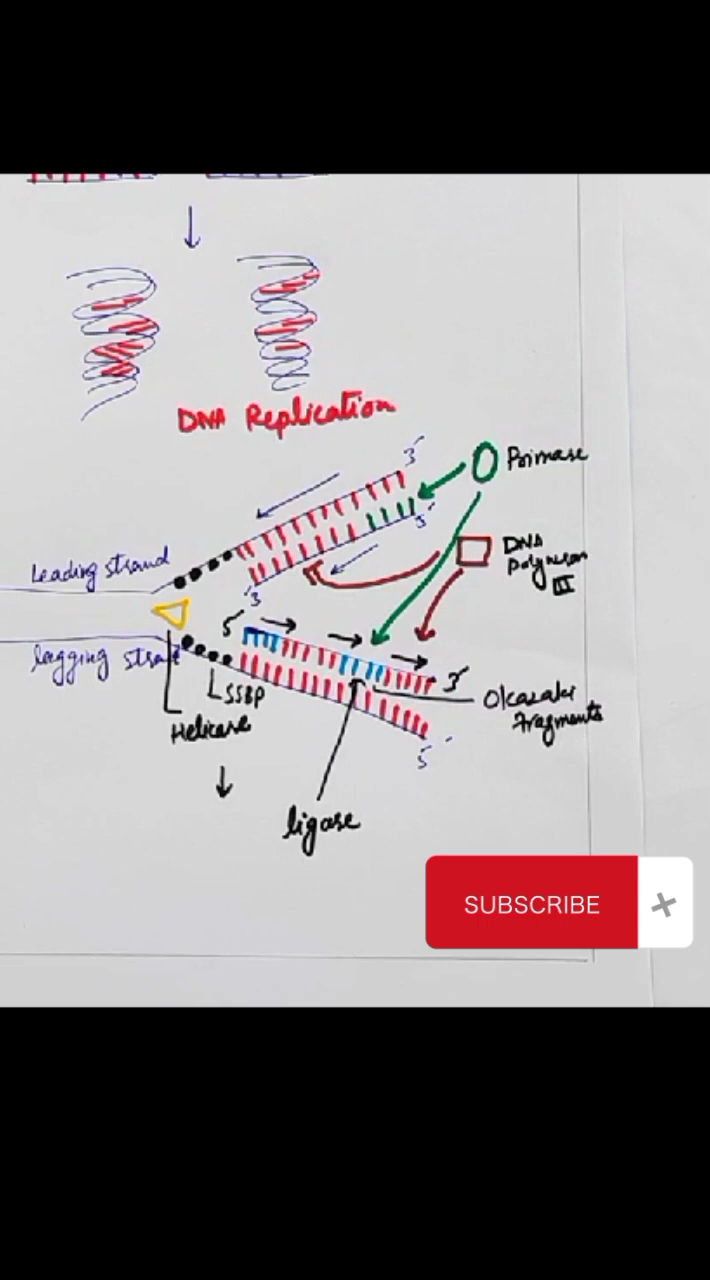 DNA Replication
3'
Primase
5'
Leading strand
DNA
Polymerase
III
3'
5'
lagging strand
3'
SSBP
Okazaki
fragments
Helicase
5'
ligase
SUBSCRIBE